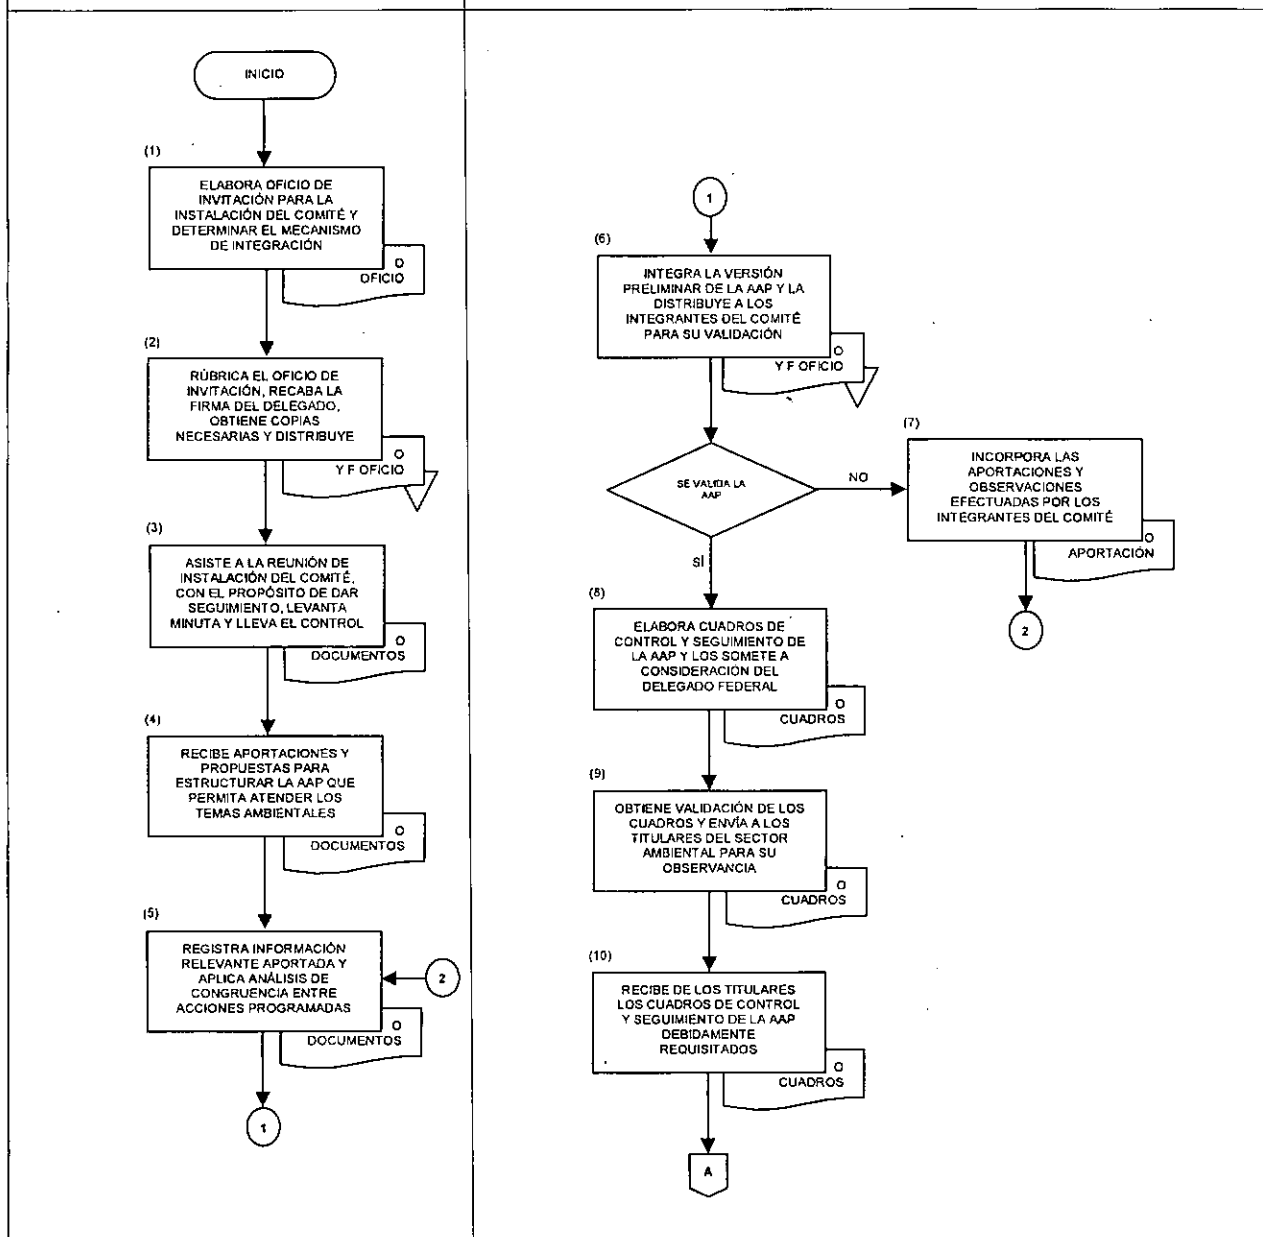 INICIO
(1)
ELABORA OFICIO DE
INVITACIÓN PARA LA
INSTALACIÓN DEL COMITÉ Y
DETERMINAR EL MECANISMO
DE INTEGRACIÓN
O
OFICIO
(2)
RÚBRICA EL OFICIO DE
INVITACIÓN, RECABA LA
FIRMA DEL DELEGADO,
OBTIENE COPIAS
NECESARIAS Y DISTRIBUYE
O
Y F OFICIO
(3)
ASISTE A LA REUNIÓN DE
INSTALACIÓN DEL COMITÉ,
CON EL PROPÓSITO DE DAR
SEGUIMIENTO, LEVANTA
MINUTA Y LLEVA EL CONTROL
O
DOCUMENTOS
(4)
RECIBE APORTACIONES Y
PROPUESTAS PARA
ESTRUCTURAR LA AAP QUE
PERMITA ATENDER LOS
TEMAS AMBIENTALES
O
DOCUMENTOS
(5)
REGISTRA INFORMACIÓN
RELEVANTE APORTADA Y
APLICA ANÁLISIS DE
CONGRUENCIA ENTRE
ACCIONES PROGRAMADAS
2
O
DOCUMENTOS
1
1
(6)
INTEGRA LA VERSIÓN
PRELIMINAR DE LA AAP Y LA
DISTRIBUYE A LOS
INTEGRANTES DEL COMITÉ
PARA SU VALIDACIÓN
O
Y F OFICIO
SE VALIDA LA
AAP
NO
SÍ
(7)
INCORPORA LAS
APORTACIONES Y
OBSERVACIONES
EFECTUADAS POR LOS
INTEGRANTES DEL COMITÉ
O
APORTACIÓN
2
(8)
ELABORA CUADROS DE
CONTROL Y SEGUIMIENTO DE
LA AAP Y LOS SOMETE A
CONSIDERACIÓN DEL
DELEGADO FEDERAL
O
CUADROS
(9)
OBTIENE VALIDACIÓN DE LOS
CUADROS Y ENVÍA A LOS
TITULARES DEL SECTOR
AMBIENTAL PARA SU
OBSERVANCIA
O
CUADROS
(10)
RECIBE DE LOS TITULARES
LOS CUADROS DE CONTROL
Y SEGUIMIENTO DE LA AAP
DEBIDAMENTE
REQUISITADOS
O
CUADROS
A